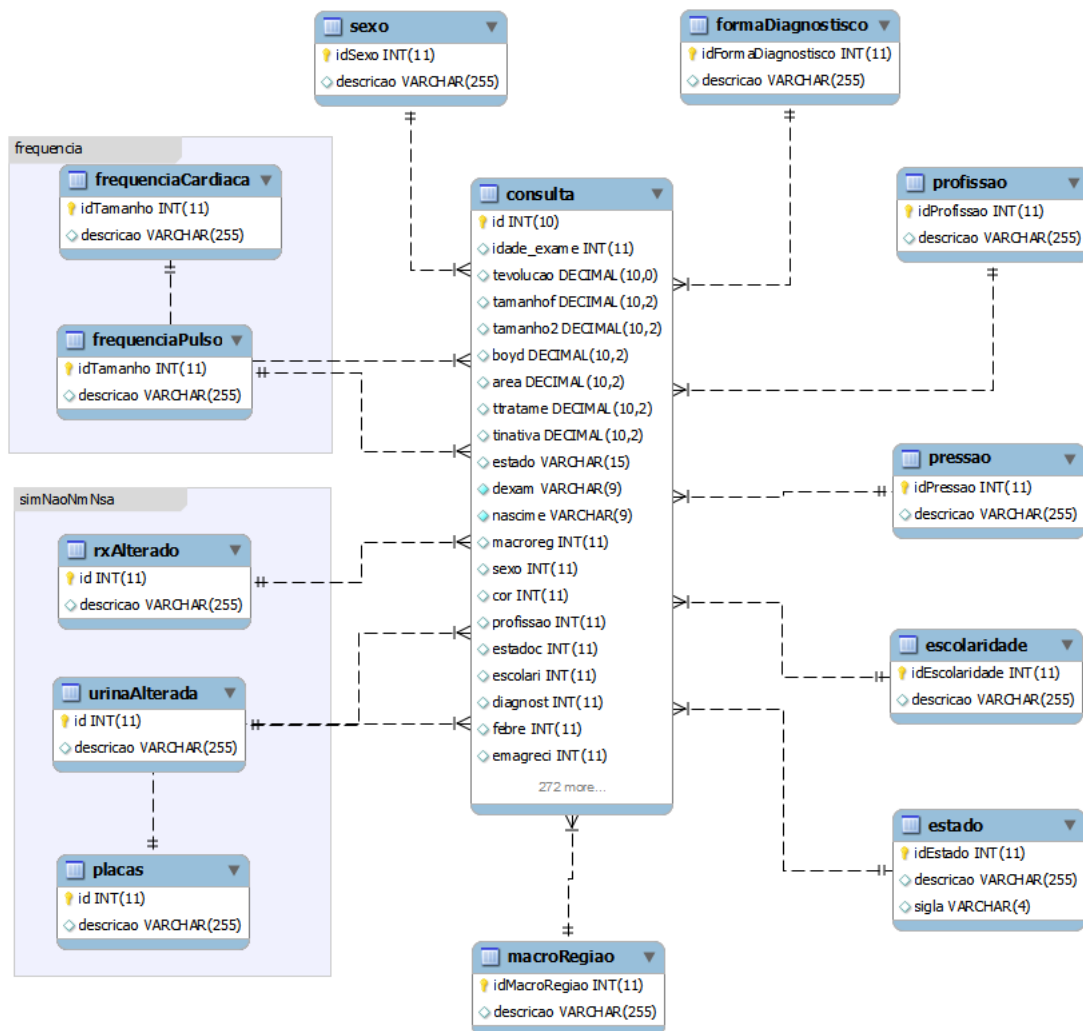 sexo
idSexo INT(11)
descricao VARCHAR(255)
formaDiagnostisco
idFormaDiagnostisco INT(11)
descricao VARCHAR(255)
frequencia
frequenciaCardiaca
idTamanho INT(11)
descricao VARCHAR(255)
frequenciaPulso
idTamanho INT(11)
descricao VARCHAR(255)
consulta
id INT(10)
idade_exame INT(11)
tevolucao DECIMAL(10,0)
tamanhof DECIMAL(10,2)
tamanho2 DECIMAL(10,2)
boyd DECIMAL(10,2)
area DECIMAL(10,2)
ttratame DECIMAL(10,2)
tinativa DECIMAL(10,2)
estado VARCHAR(15)
dexam VARCHAR(9)
nascime VARCHAR(9)
macroreg INT(11)
sexo INT(11)
cor INT(11)
profissao INT(11)
estadoc INT(11)
escolari INT(11)
diagnost INT(11)
febre INT(11)
emagreci INT(11)
272 more...
profissao
idProfissao INT(11)
descricao VARCHAR(255)
pressao
idPressao INT(11)
descricao VARCHAR(255)
simNaoNmNsa
rxAlterado
id INT(11)
descricao VARCHAR(255)
urinaAlterada
id INT(11)
descricao VARCHAR(255)
placas
id INT(11)
descricao VARCHAR(255)
escolaridade
idEscolaridade INT(11)
descricao VARCHAR(255)
estado
idEstado INT(11)
descricao VARCHAR(255)
sigla VARCHAR(4)
macroRegiao
idMacroRegiao INT(11)
descricao VARCHAR(255)